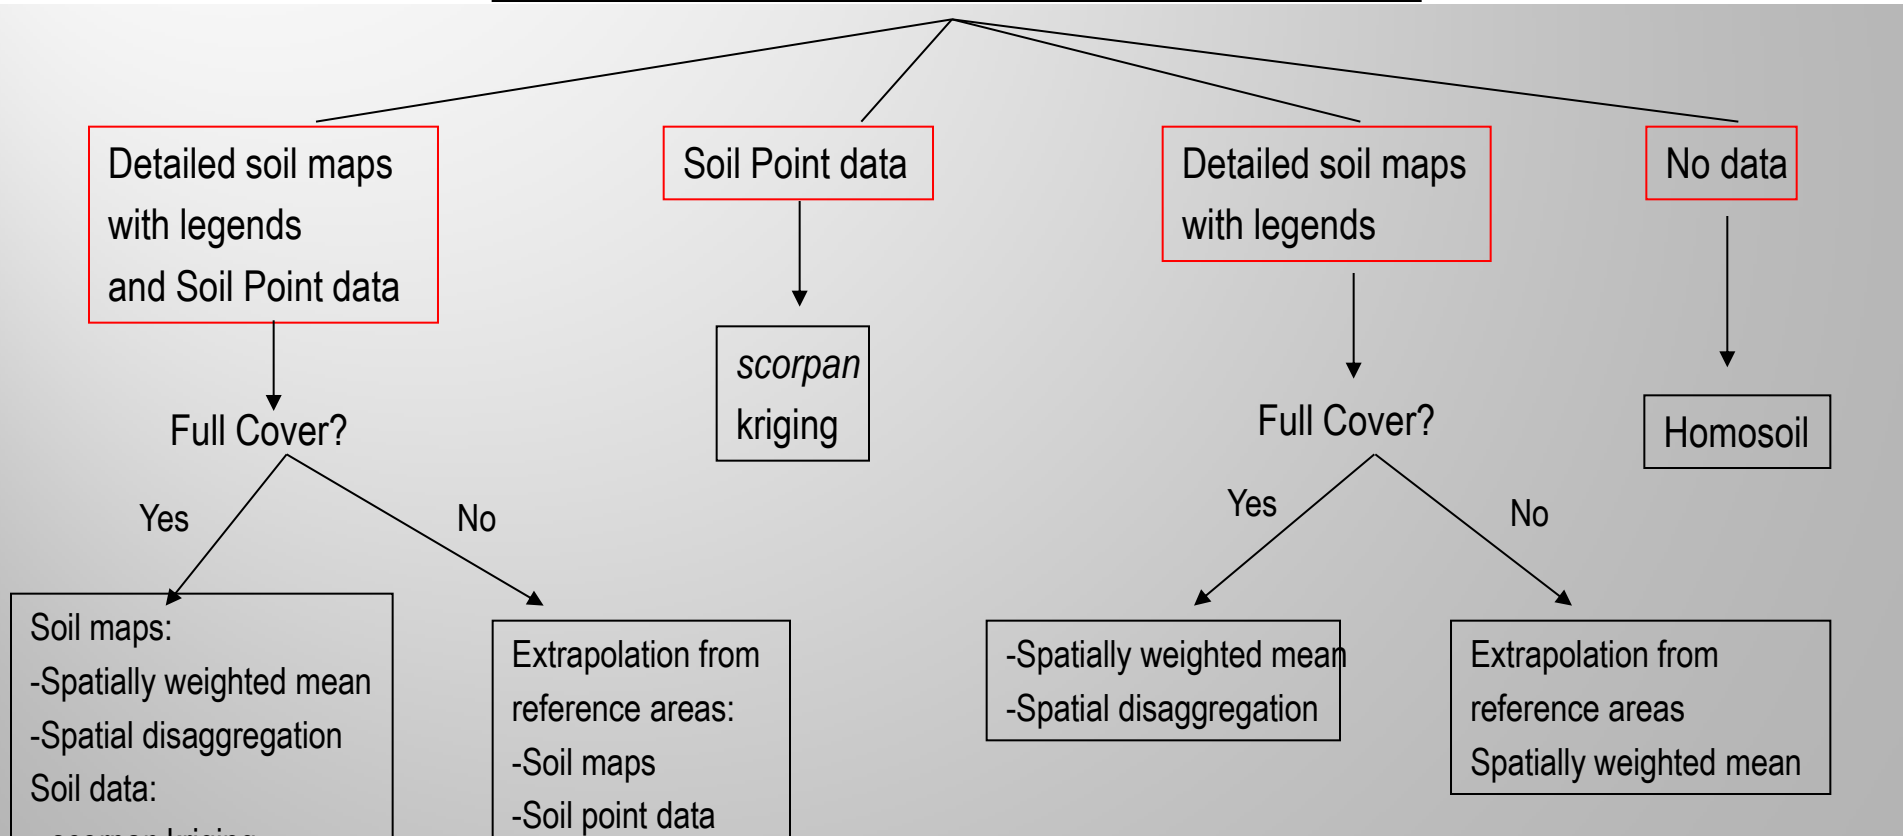 Detailed soil maps
with legends
and Soil Point data
Soil Point data
Detailed soil maps
with legends
No data
scorpan
kriging
Full Cover?
Full Cover?
Homosoil
Yes
No
Yes
No
Soil maps:
-Spatially weighted mean
-Spatial disaggregation
Soil data:
Extrapolation from
reference areas:
-Soil maps
-Soil point data
-Spatially weighted mean
-Spatial disaggregation
Extrapolation from
reference areas
Spatially weighted mean